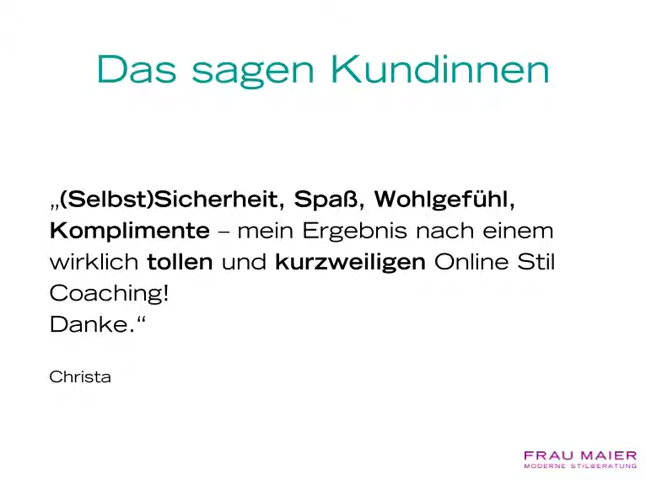 Das sagen Kundinnen
„(Selbst)Sicherheit, Spaß, Wohlgefühl,
Komplimente – mein Ergebnis nach einem
wirklich tollen und kurzweiligen Online Stil
Coaching!
Danke.“
Christa
FRAU MAIER
MODERNE STILBERATUNG